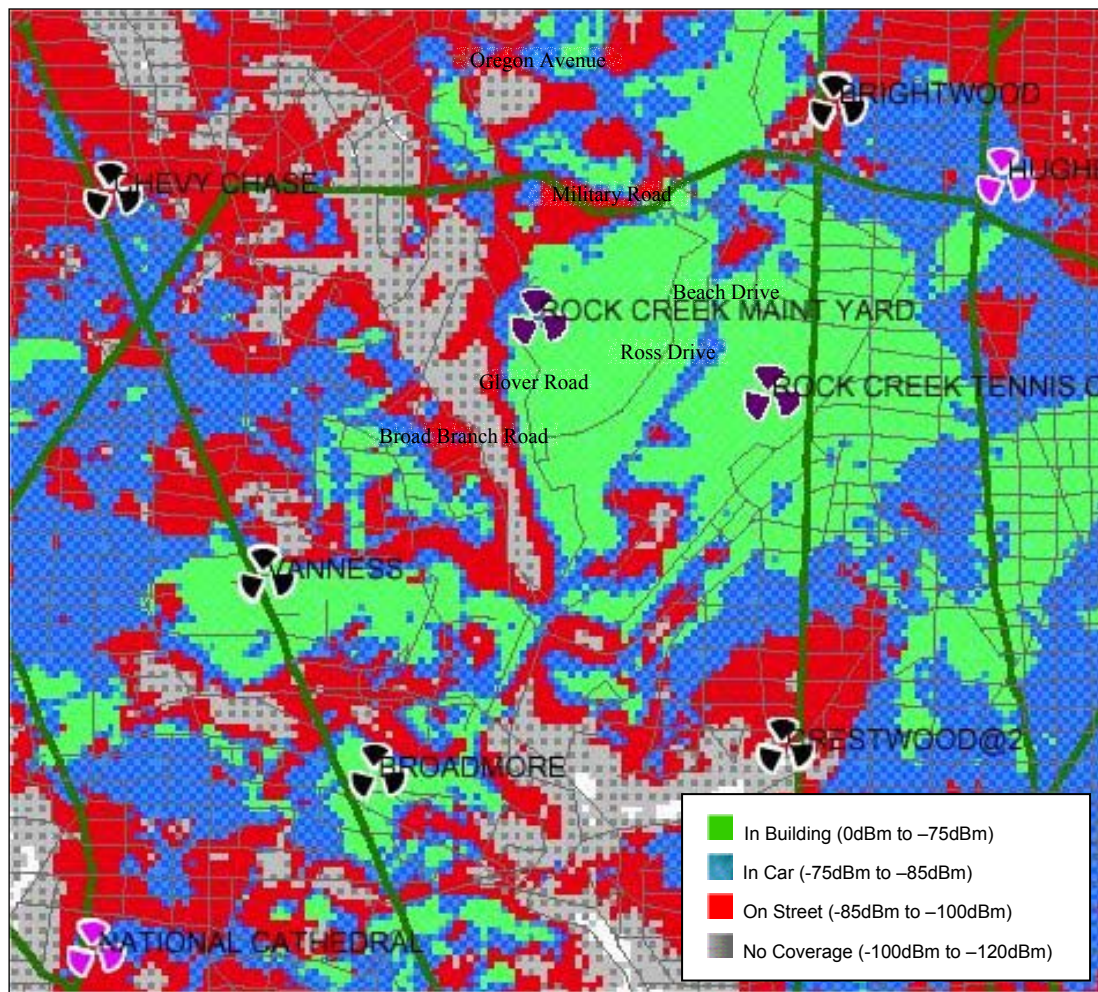 Oregon Avenue
BRIGHTWOOD
CHEVY CHASE
HUGH
Military Road
Beach Drive
ROCK CREEK MAINT YARD
Ross Drive
Glover Road
ROCK CREEK TENNIS C
Broad Branch Road
VANNESS
CRESTWOOD@2
BROADMORE
NATIONAL CATHEDRAL
In Building (0dBm to –75dBm)
In Car (-75dBm to –85dBm)
On Street (-85dBm to –100dBm)
No Coverage (-100dBm to –120dBm)